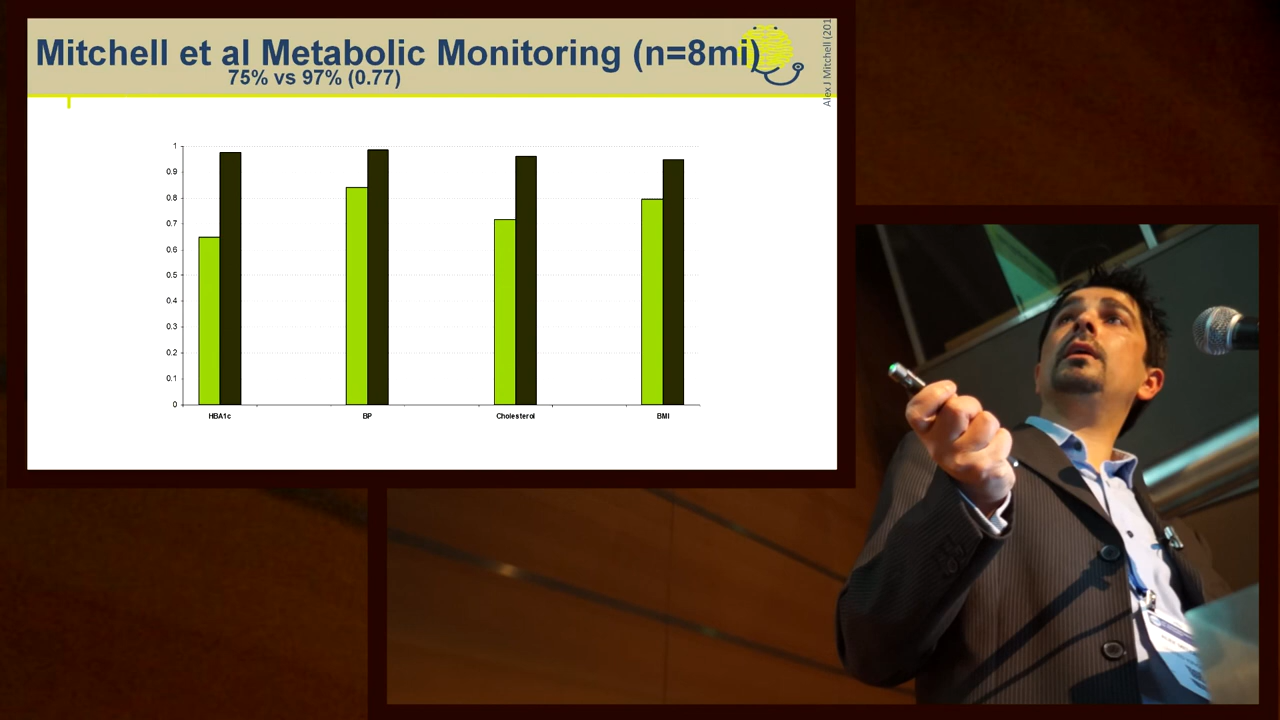 Mitchell et al Metabolic Monitoring (n=8mi)
75% vs 97% (0.77)
Alex J Mitchell (201
1
0.9
0.8
0.7
0.6
0.5
0.4
0.3
0.2
0.1
0
HBA1c
BP
Cholesterol
BMI